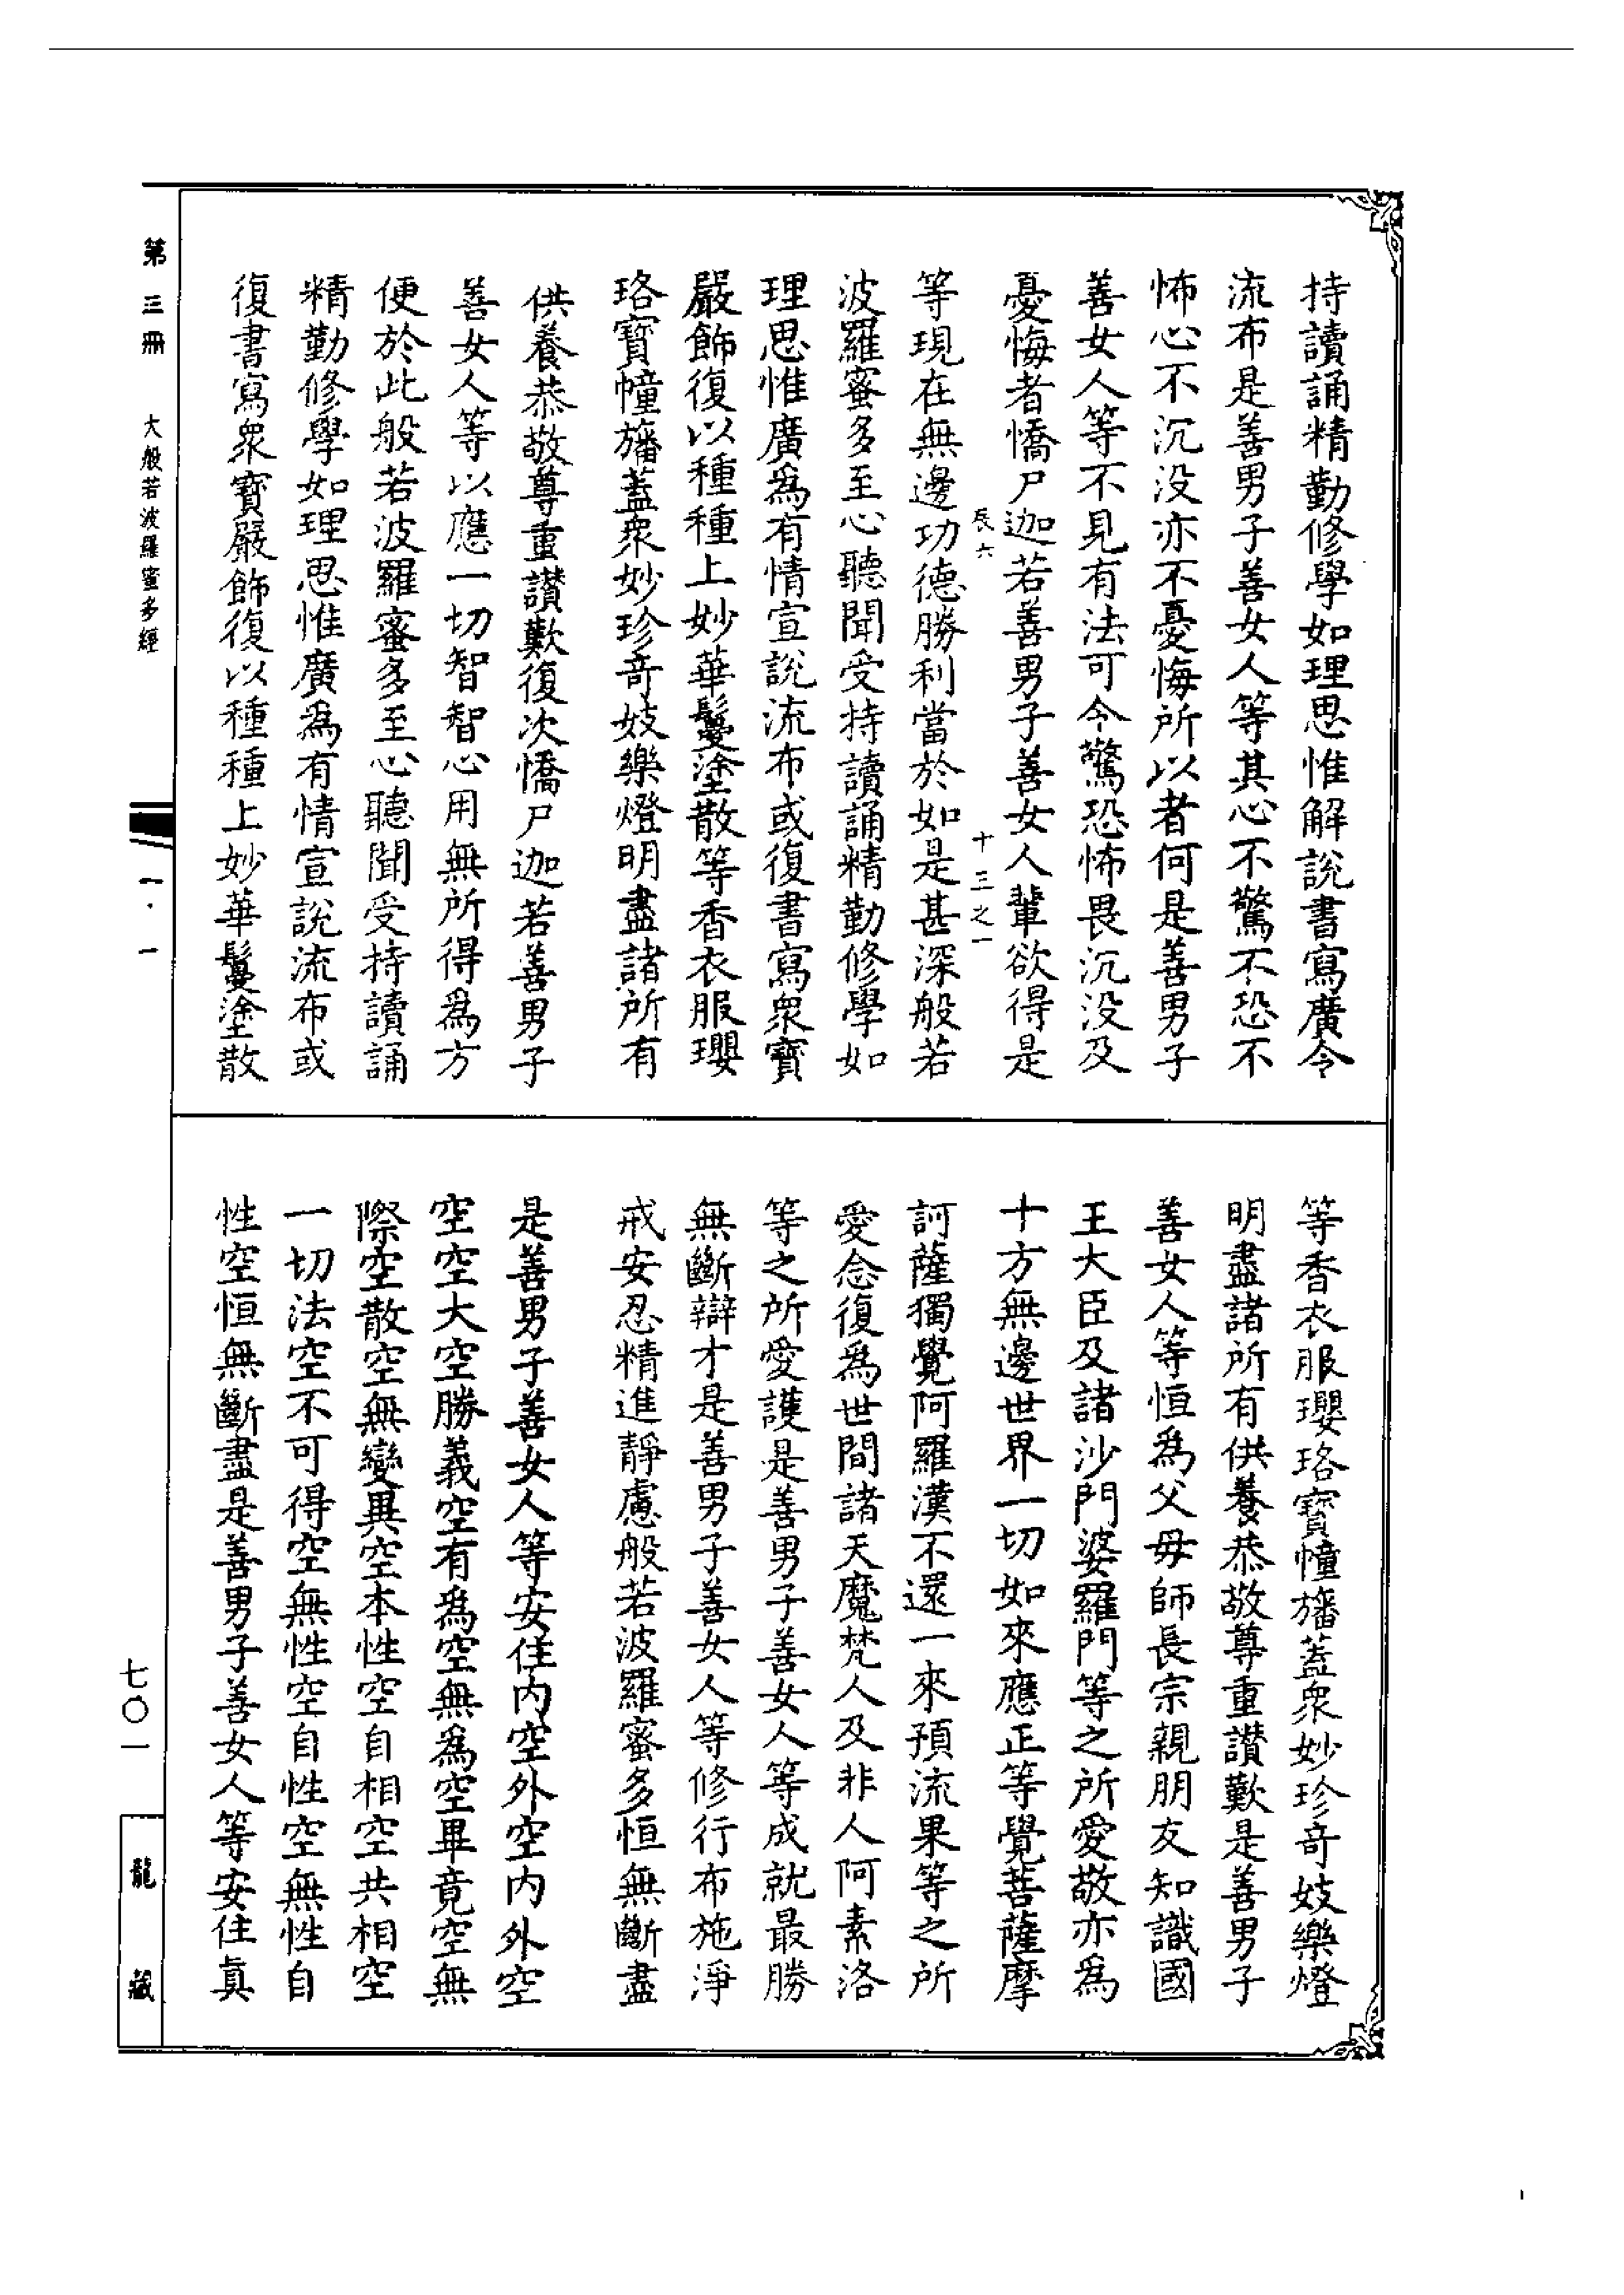 持讀誦精勤修學如理思惟解說書寫廣令
流布是善男子善女人等其心不驚不恐不
怖心不沉没亦不憂悔所以者何是善男子
善女人等不見有法可令驚恐怖畏沉没及
憂悔者憍尸迦若善男子善女人輩欲得是
辰六
十三之一
等現在無邊功德勝利當於如是甚深般若
波羅蜜多至心聽聞受持讀誦精勤修學如
理思惟廣爲有情宣說流布或復書寫衆寶
嚴飾復以種種上妙華鬘塗散等香衣服瓔
珞寶幢旛蓋衆妙珍奇妓樂燈明盡諸所有
供養恭敬尊重讃歎復次憍尸迦若善男子
善女人等以應一切智智心用無所得爲方
便於此般若波羅蜜多至心聽聞受持讀誦
精勤修學如理思惟廣爲有情宣說流布或
復書寫衆寶嚴飾復以種種上妙華鬘塗散
等香衣服瓔珞寶幢旛蓋衆妙珍奇妓樂燈
明盡諸所有供養恭敬尊重讃歎是善男子
善女人等恒爲父母師長宗親朋友知識國
王大臣及諸沙門婆羅門等之所愛敬亦爲
十方無邊世界一切如來應正等覺菩薩摩
訶薩獨覺阿羅漢不還一來預流果等之所
愛念復爲世間諸天魔梵人及非人阿素洛
等之所愛護是善男子善女人等成就最勝
無斷辯才是善男子善女人等修行布施淨
戒安忍精進靜慮般若波羅蜜多恒無斷盡
是善男子善女人等安住内空外空内外空
空空大空勝義空有爲空無爲空畢竟空無
際空散空無變異空本性空自相空共相空
一切法空不可得空無性空自性空無性自
性空恒無斷盡是善男子善女人等安住真
第三冊
大般若波羅蜜多經
一·一
七〇一
龍藏